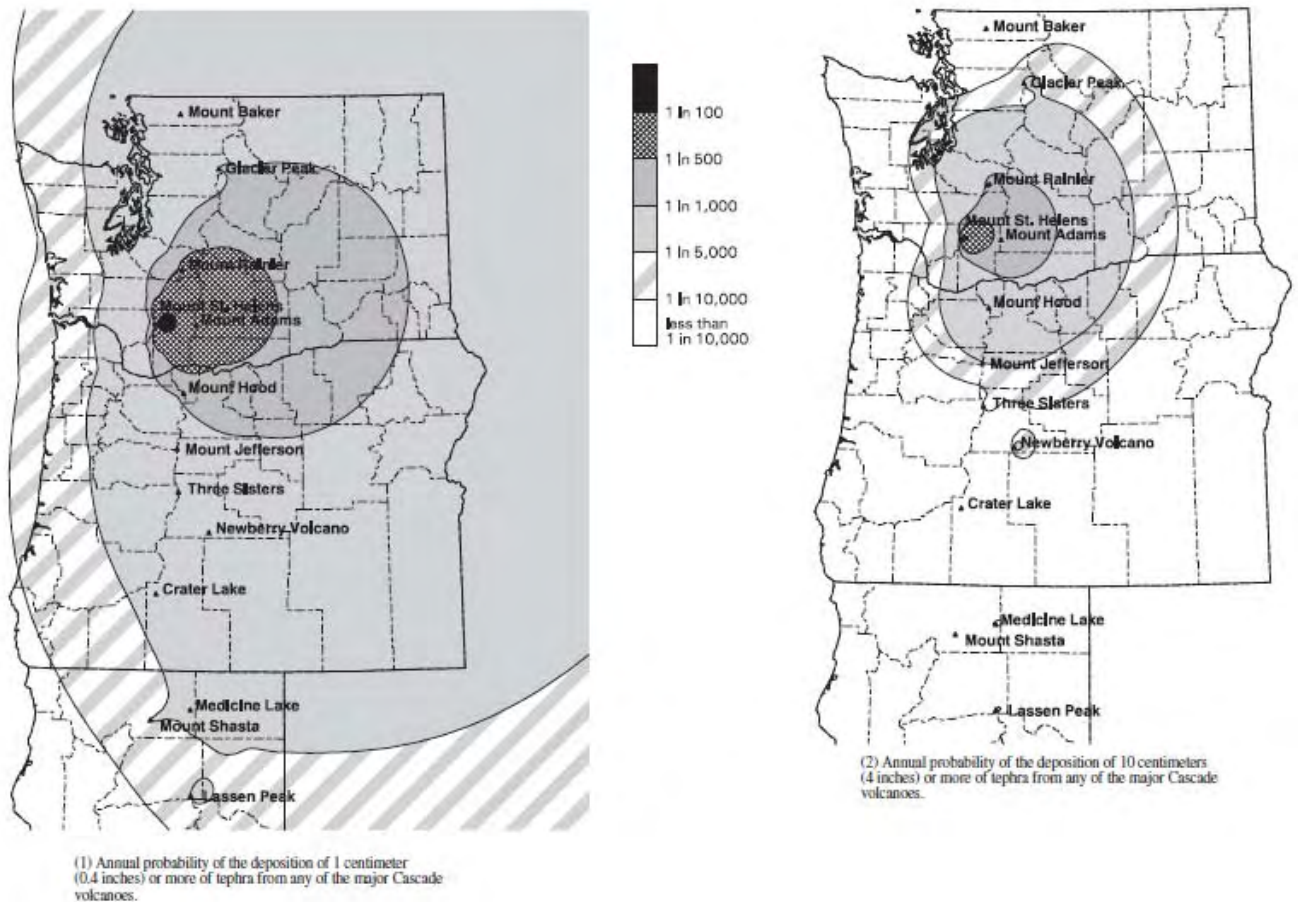 Mount Baker
Glacier Peak
Mount Rainier
Mount St. Helens
Mount Adams
Mount Hood
Mount Jefferson
Three Sisters
Newberry Volcano
Crater Lake
Medicine Lake
Mount Shasta
Lassen Peak
(1) Annual probability of the deposition of 1 centimeter
(0.4 inches) or more of tephra from any of the major Cascade
volcanoes.
1 In 100
1 In 500
1 In 1,000
1 In 5,000
1 In 10,000
less than
1 in 10,000
Mount Baker
Glacier Peak
Mount Rainier
Mount St. Helens
Mount Adams
Mount Hood
Mount Jefferson
Three Sisters
Newberry Volcano
Crater Lake
Medicine Lake
Mount Shasta
Lassen Peak
(2) Annual probability of the deposition of 10 centimeters
(4 inches) or more of tephra from any of the major Cascade
volcanoes.